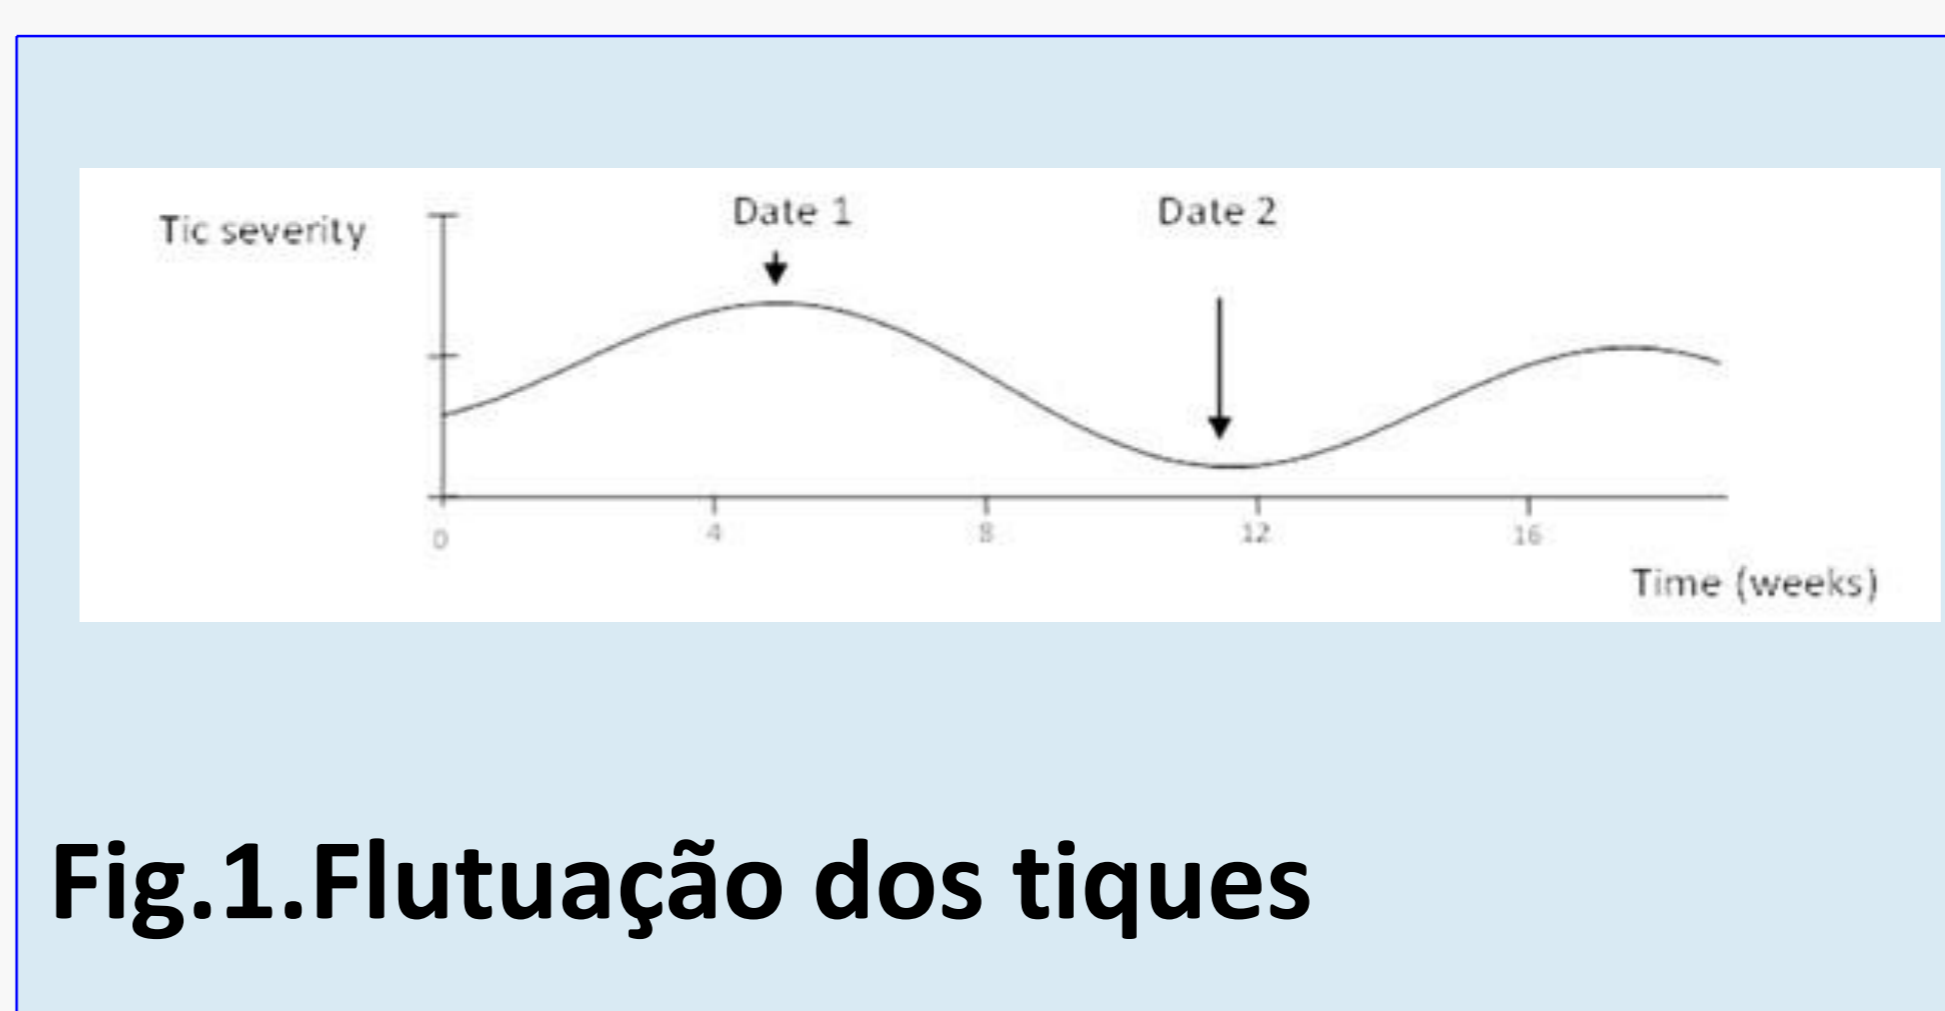 Date 1
Date 2
Tic severity
0
4
8
12
16
Time (weeks)
Fig.1.Flutuação dos tiques